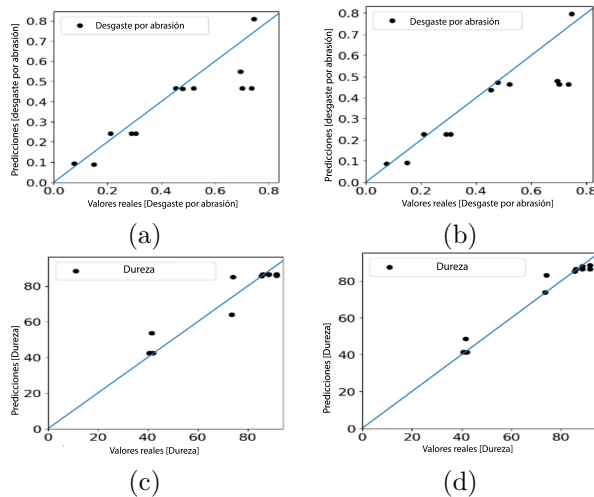 Desgaste por abrasión
Predicciones [desgaste por abrasión]
0.8
0.7
0.6
0.5
0.4
0.3
0.2
0.1
0.0
0.0 0.2 0.4 0.6 0.8
Valores reales [Desgaste por abrasión]
(a)
Desgaste por abrasión
Predicciones [desgaste por abrasión]
0.8
0.7
0.6
0.5
0.4
0.3
0.2
0.1
0.0
0.0 0.2 0.4 0.6 0.8
Valores reales [Desgaste por abrasión]
(b)
Dureza
Predicciones [Dureza]
80
60
40
20
0
0 20 40 60 80
Valores reales [Dureza]
(c)
Dureza
Predicciones [Dureza]
80
60
40
20
0
0 20 40 60 80
Valores reales [Dureza]
(d)